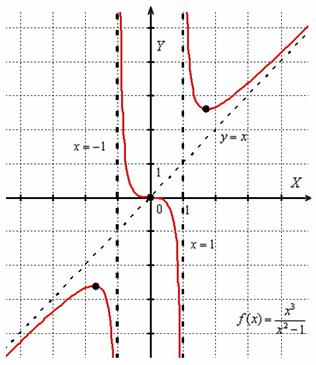 Y
y = x
x = −1
1
X
0
1
x = 1
f(x) = x³/(x² − 1)